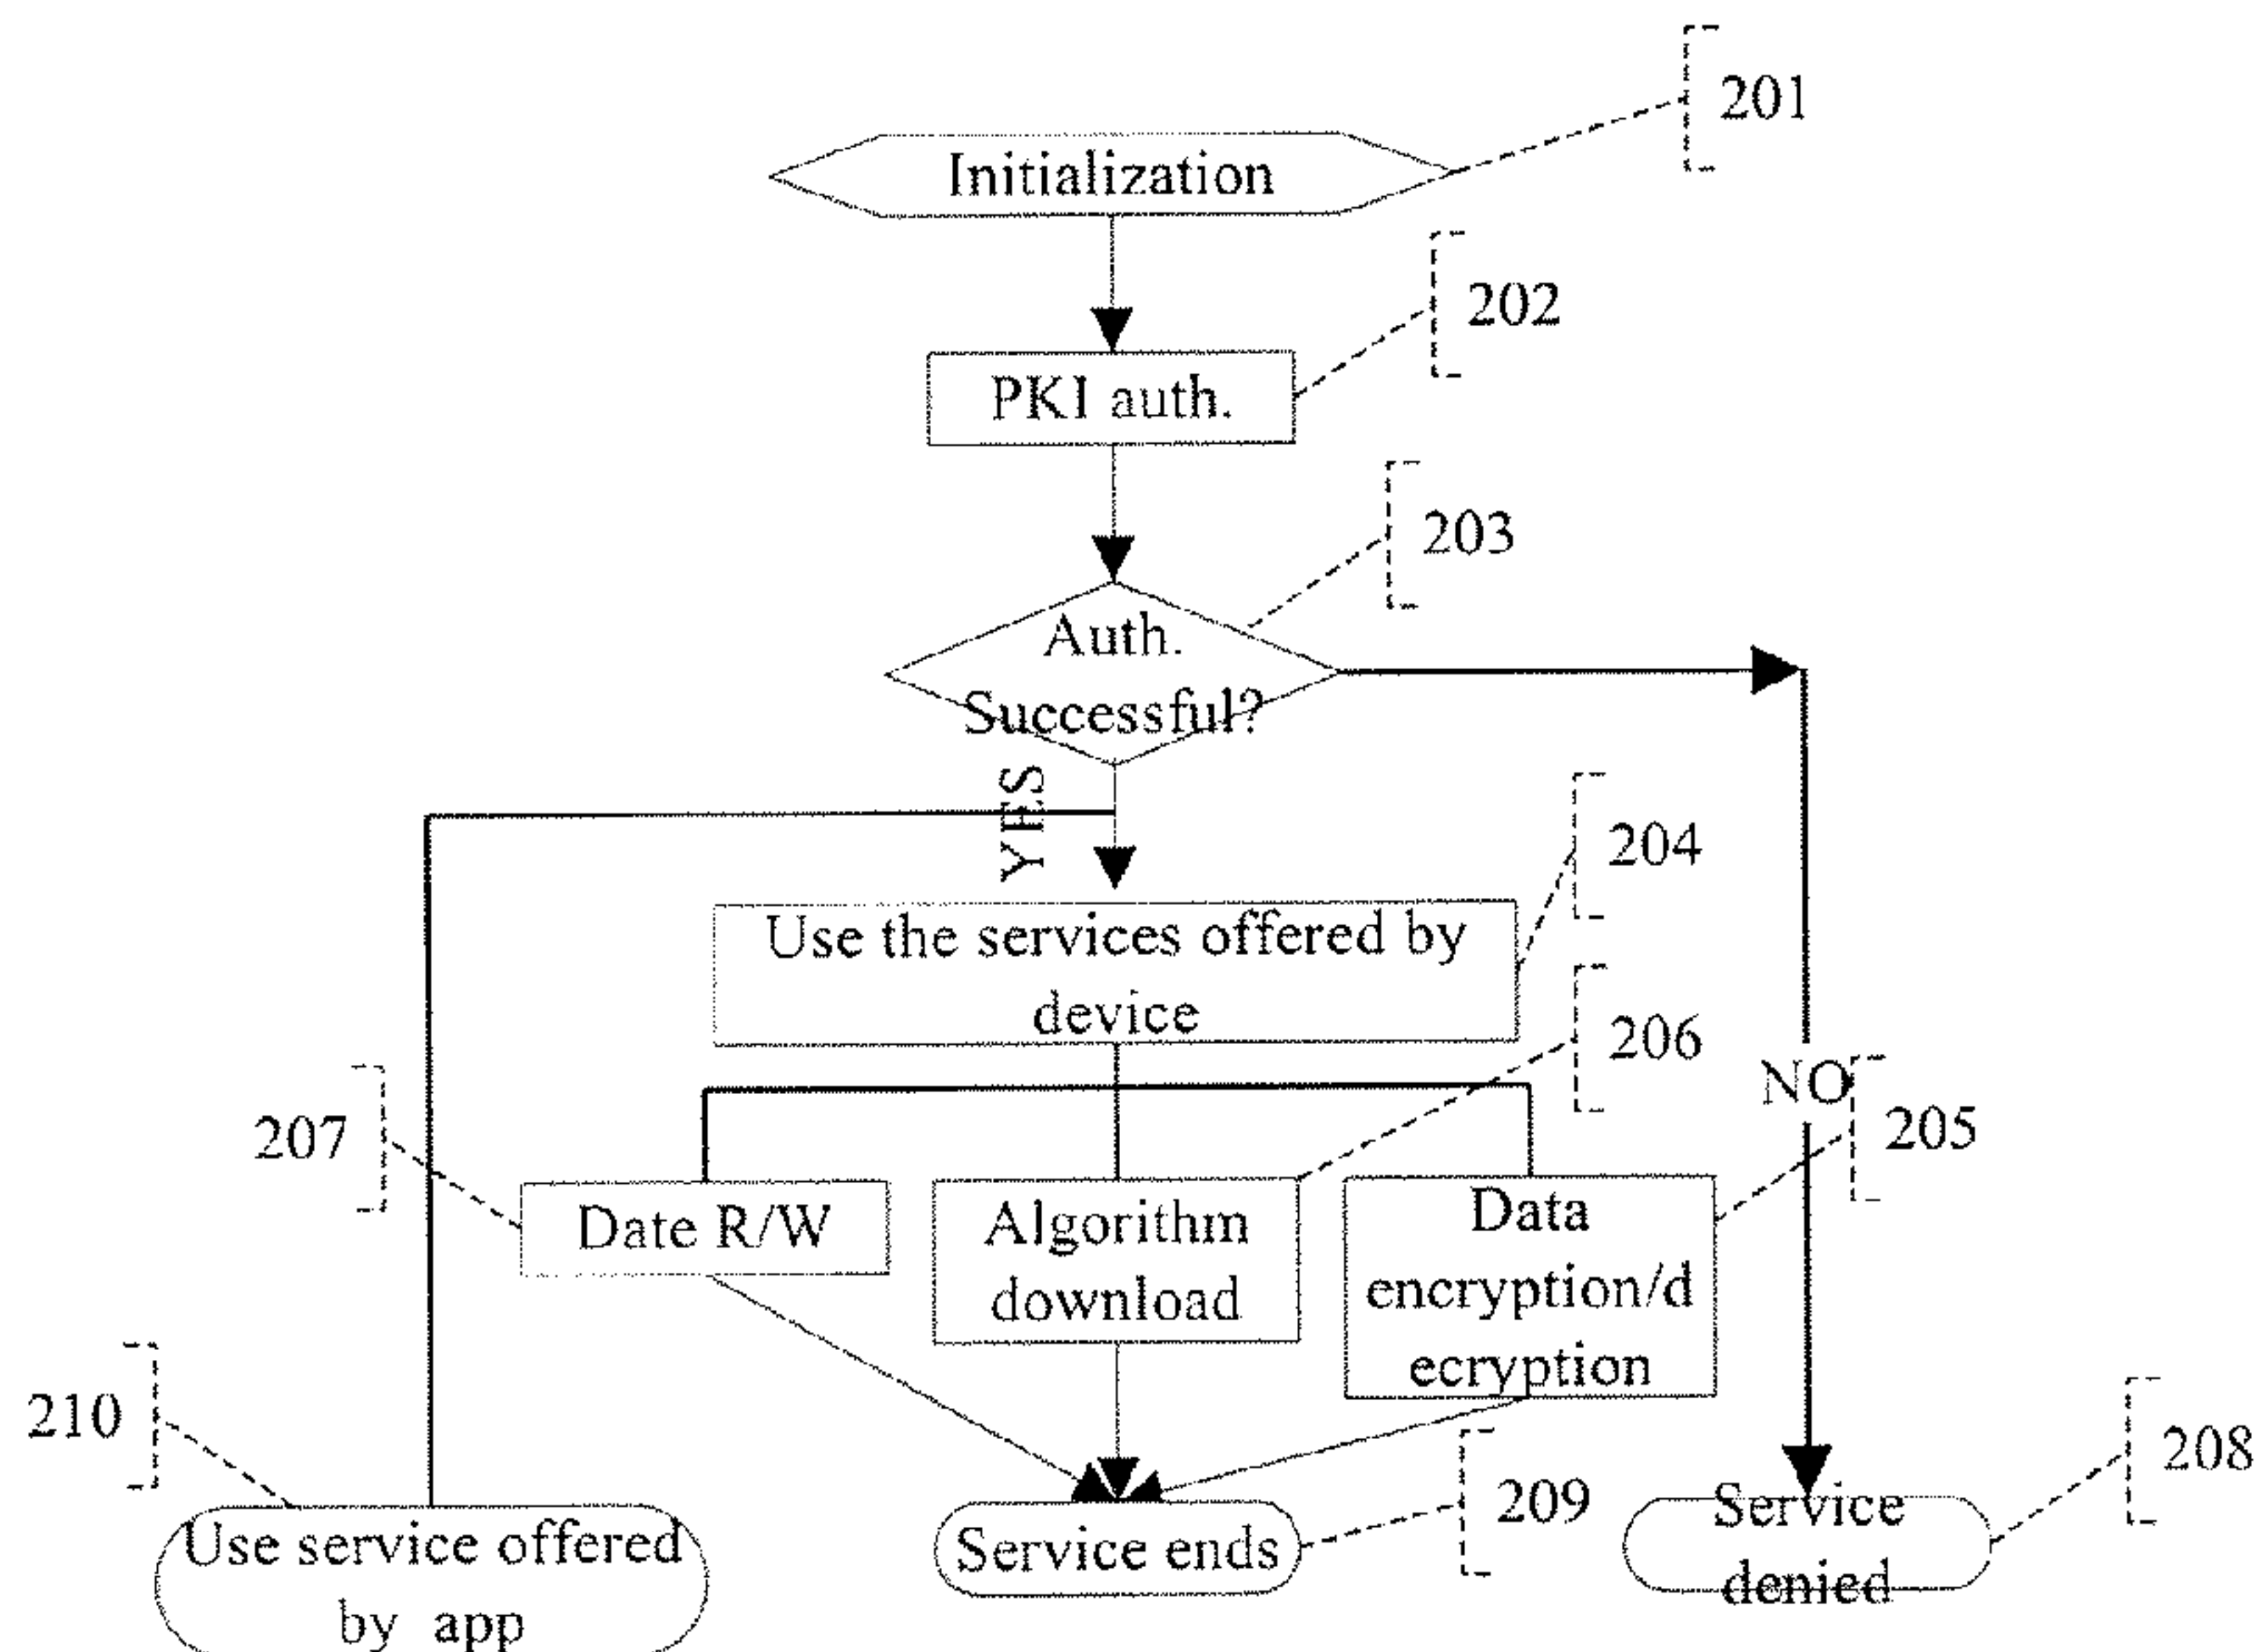 201
Initialization
202
PKI auth.
203
Auth.
Successful?
YES
204
Use the services offered by
device
206
NO
205
207
Date R/W
Algorithm
download
Data
encryption/d
ecryption
210
208
209
Use service offered
by app
Service ends
Service
denied